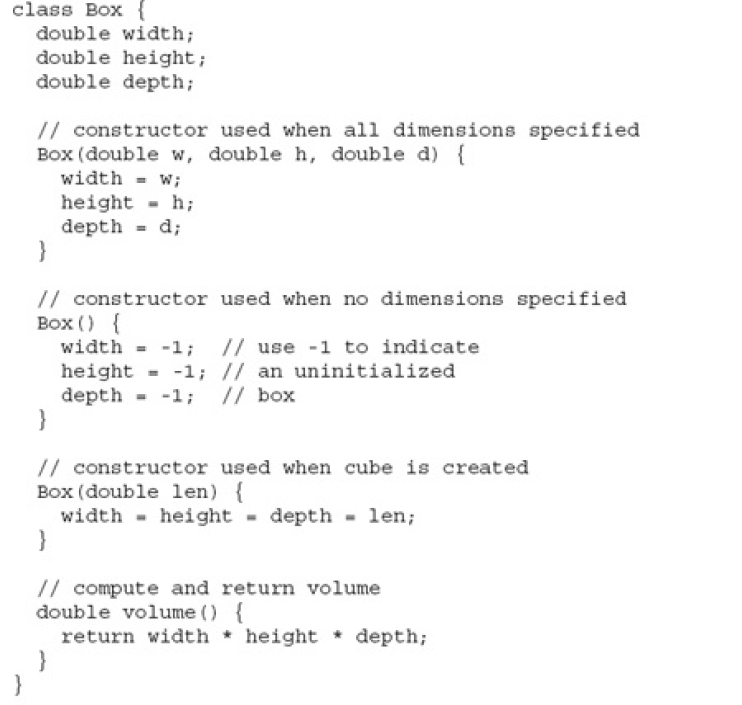 class Box {
  double width;
  double height;
  double depth;

  // constructor used when all dimensions specified
  Box(double w, double h, double d) {
    width = w;
    height = h;
    depth = d;
  }

  // constructor used when no dimensions specified
  Box() {
    width = -1;  // use -1 to indicate
    height = -1; // an uninitialized
    depth = -1;  // box
  }

  // constructor used when cube is created
  Box(double len) {
    width = height = depth = len;
  }

  // compute and return volume
  double volume() {
    return width * height * depth;
  }
}